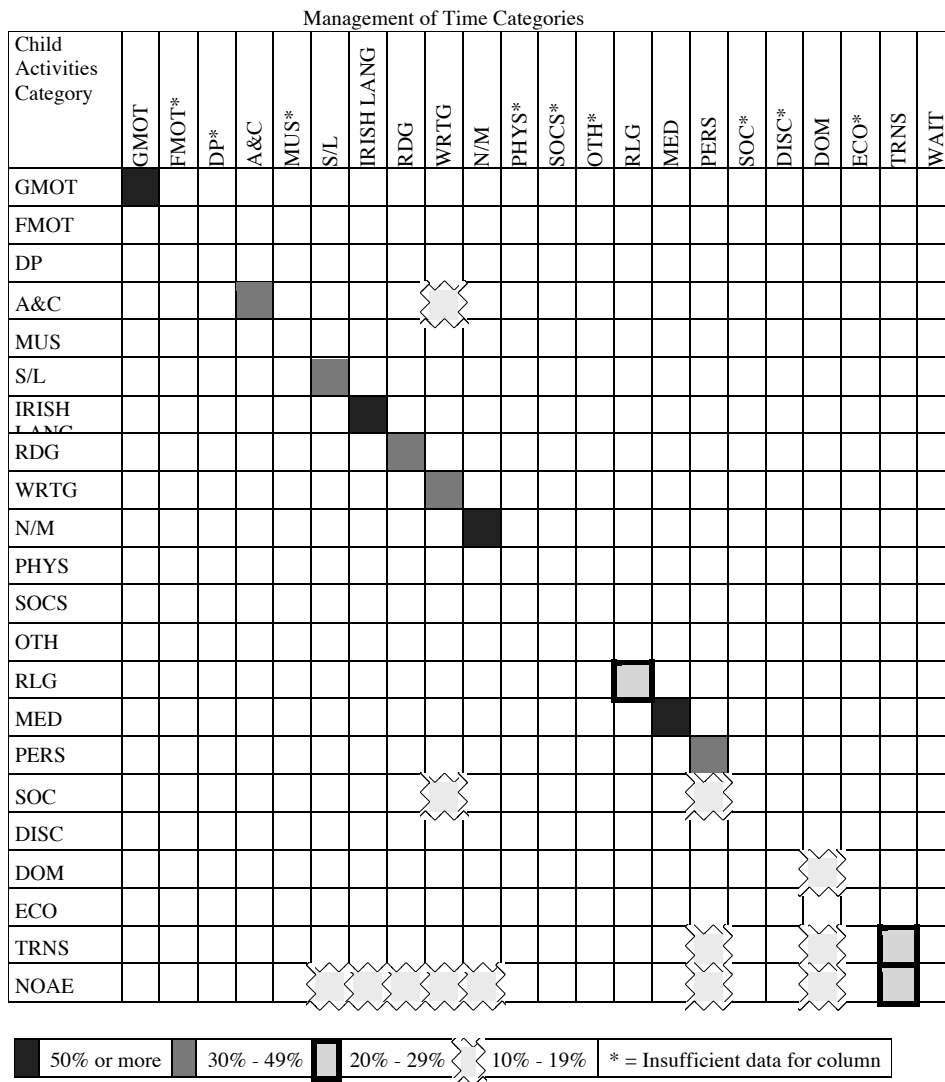 Management of Time Categories
Child
Activities
Category
GMOT
FMOT*
DP*
A&C
MUS*
S/L
IRISH LANG
RDG
WRTG
N/M
PHYS*
SOCS*
OTH*
RLG
MED
PERS
SOC*
DISC*
DOM
ECO*
TRNS
WAIT
GMOT
FMOT
DP
A&C
MUS
S/L
IRISH
LANG
RDG
WRTG
N/M
PHYS
SOCS
OTH
RLG
MED
PERS
SOC
DISC
DOM
ECO
TRNS
NOAE
50% or more 30% - 49% 20% - 29% 10% - 19% * = Insufficient data for column